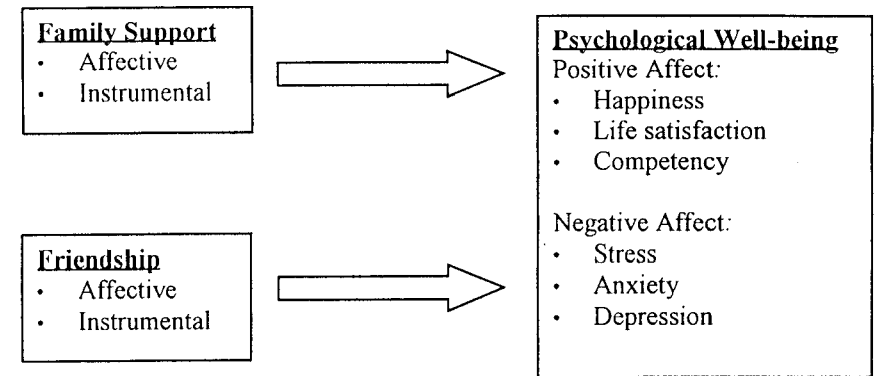 Family Support
• Affective
• Instrumental
Friendship
• Affective
• Instrumental
Psychological Well-being
Positive Affect:
• Happiness
• Life satisfaction
• Competency
Negative Affect:
• Stress
• Anxiety
• Depression